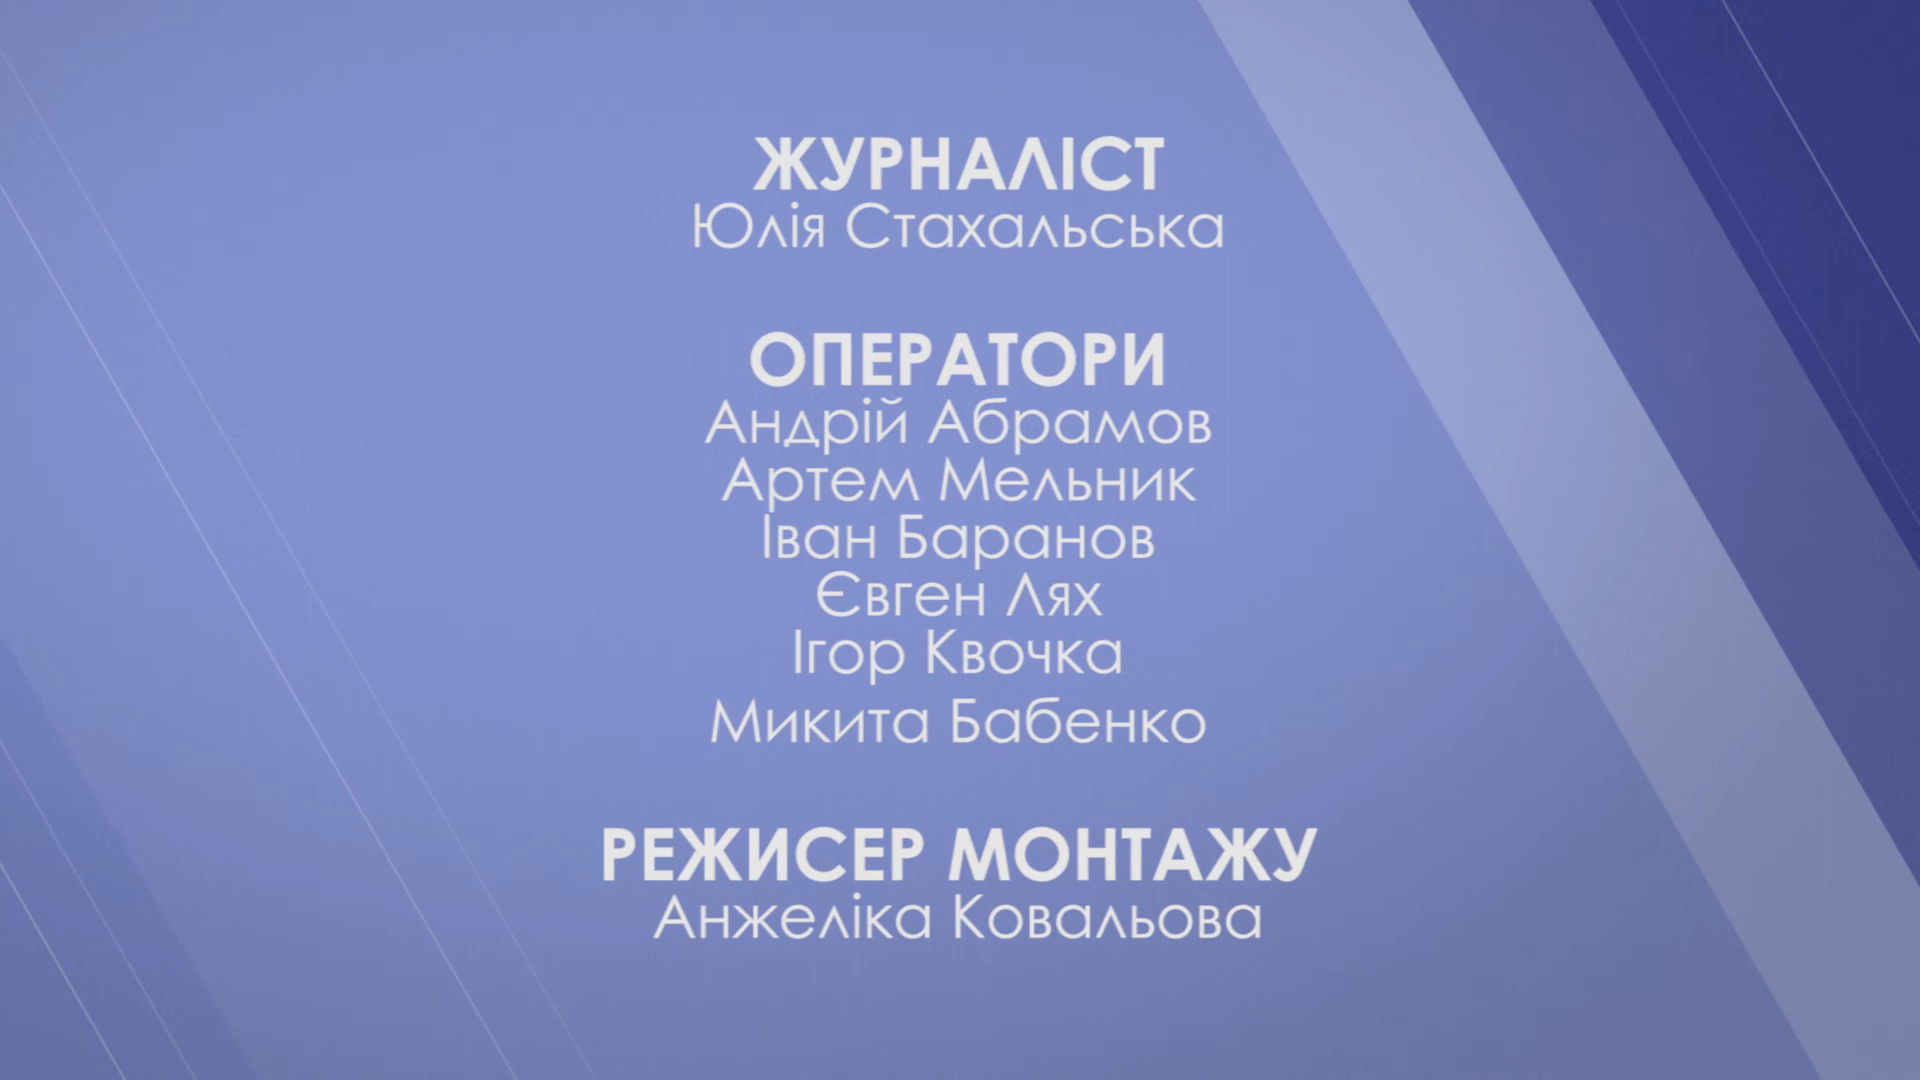 ЖУРНАЛІСТ
Юлія Стахальська
ОПЕРАТОРИ
Андрій Абрамов
Артем Мельник
Іван Баранов
Євген Лях
Ігор Квочка
Микита Бабенко
РЕЖИСЕР МОНТАЖУ
Анжеліка Ковальова